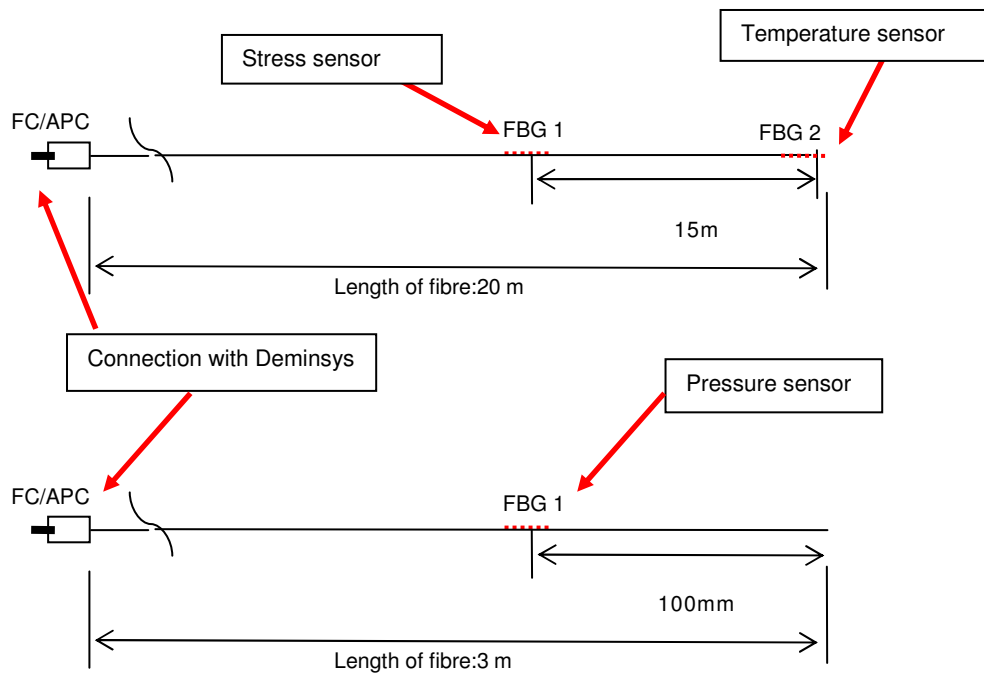 Temperature sensor
Stress sensor
FC/APC
FBG 1
FBG 2
15m
Length of fibre:20 m
Connection with Deminsys
Pressure sensor
FC/APC
FBG 1
100mm
Length of fibre:3 m